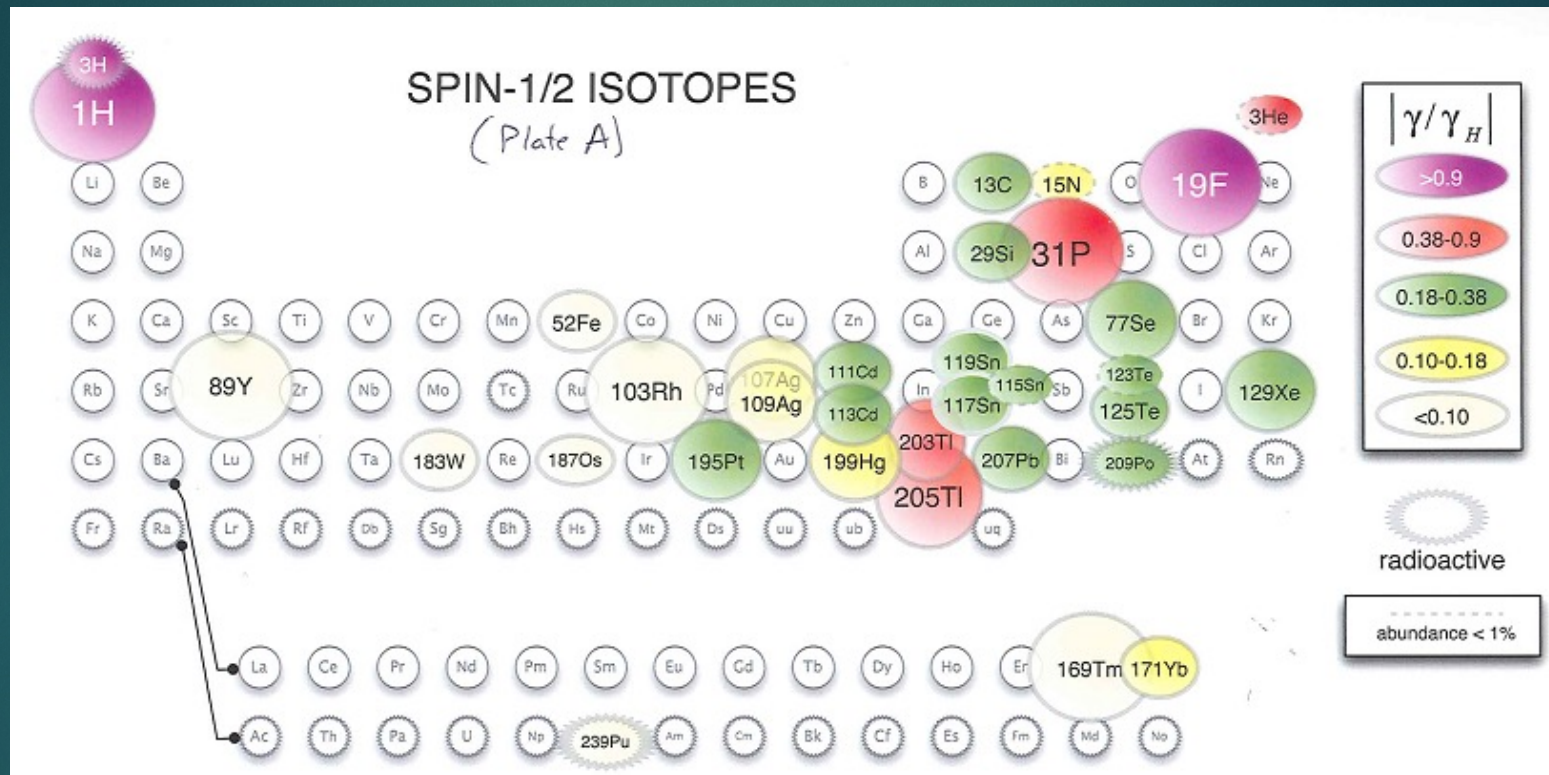 SPIN-1/2 ISOTOPES
(Plate A)
3H
1H
3He
Li Be B 13C 15N O 19F Ne
Na Mg Al 29Si 31P S Cl Ar
K Ca Sc Ti V Cr Mn 52Fe Co Ni Cu Zn Ga Ge As 77Se Br Kr
Rb Sr 89Y Zr Nb Mo Tc Ru 103Rh Pd 107Ag 109Ag 111Cd 113Cd In 119Sn 115Sn 117Sn Sb 123Te 125Te I 129Xe
Cs Ba Lu Hf Ta 183W Re 187Os Ir 195Pt Au 199Hg 203Tl 205Tl 207Pb Bi 209Po At Rn
Fr Ra Lr Rf Db Sg Bh Hs Mt Ds uu ub uq
La Ce Pr Nd Pm Sm Eu Gd Tb Dy Ho Er 169Tm 171Yb
Ac Th Pa U Np 239Pu Am Cm Bk Cf Es Fm Md No
|γ/γH|
>0.9
0.38-0.9
0.18-0.38
0.10-0.18
<0.10
radioactive
abundance < 1%